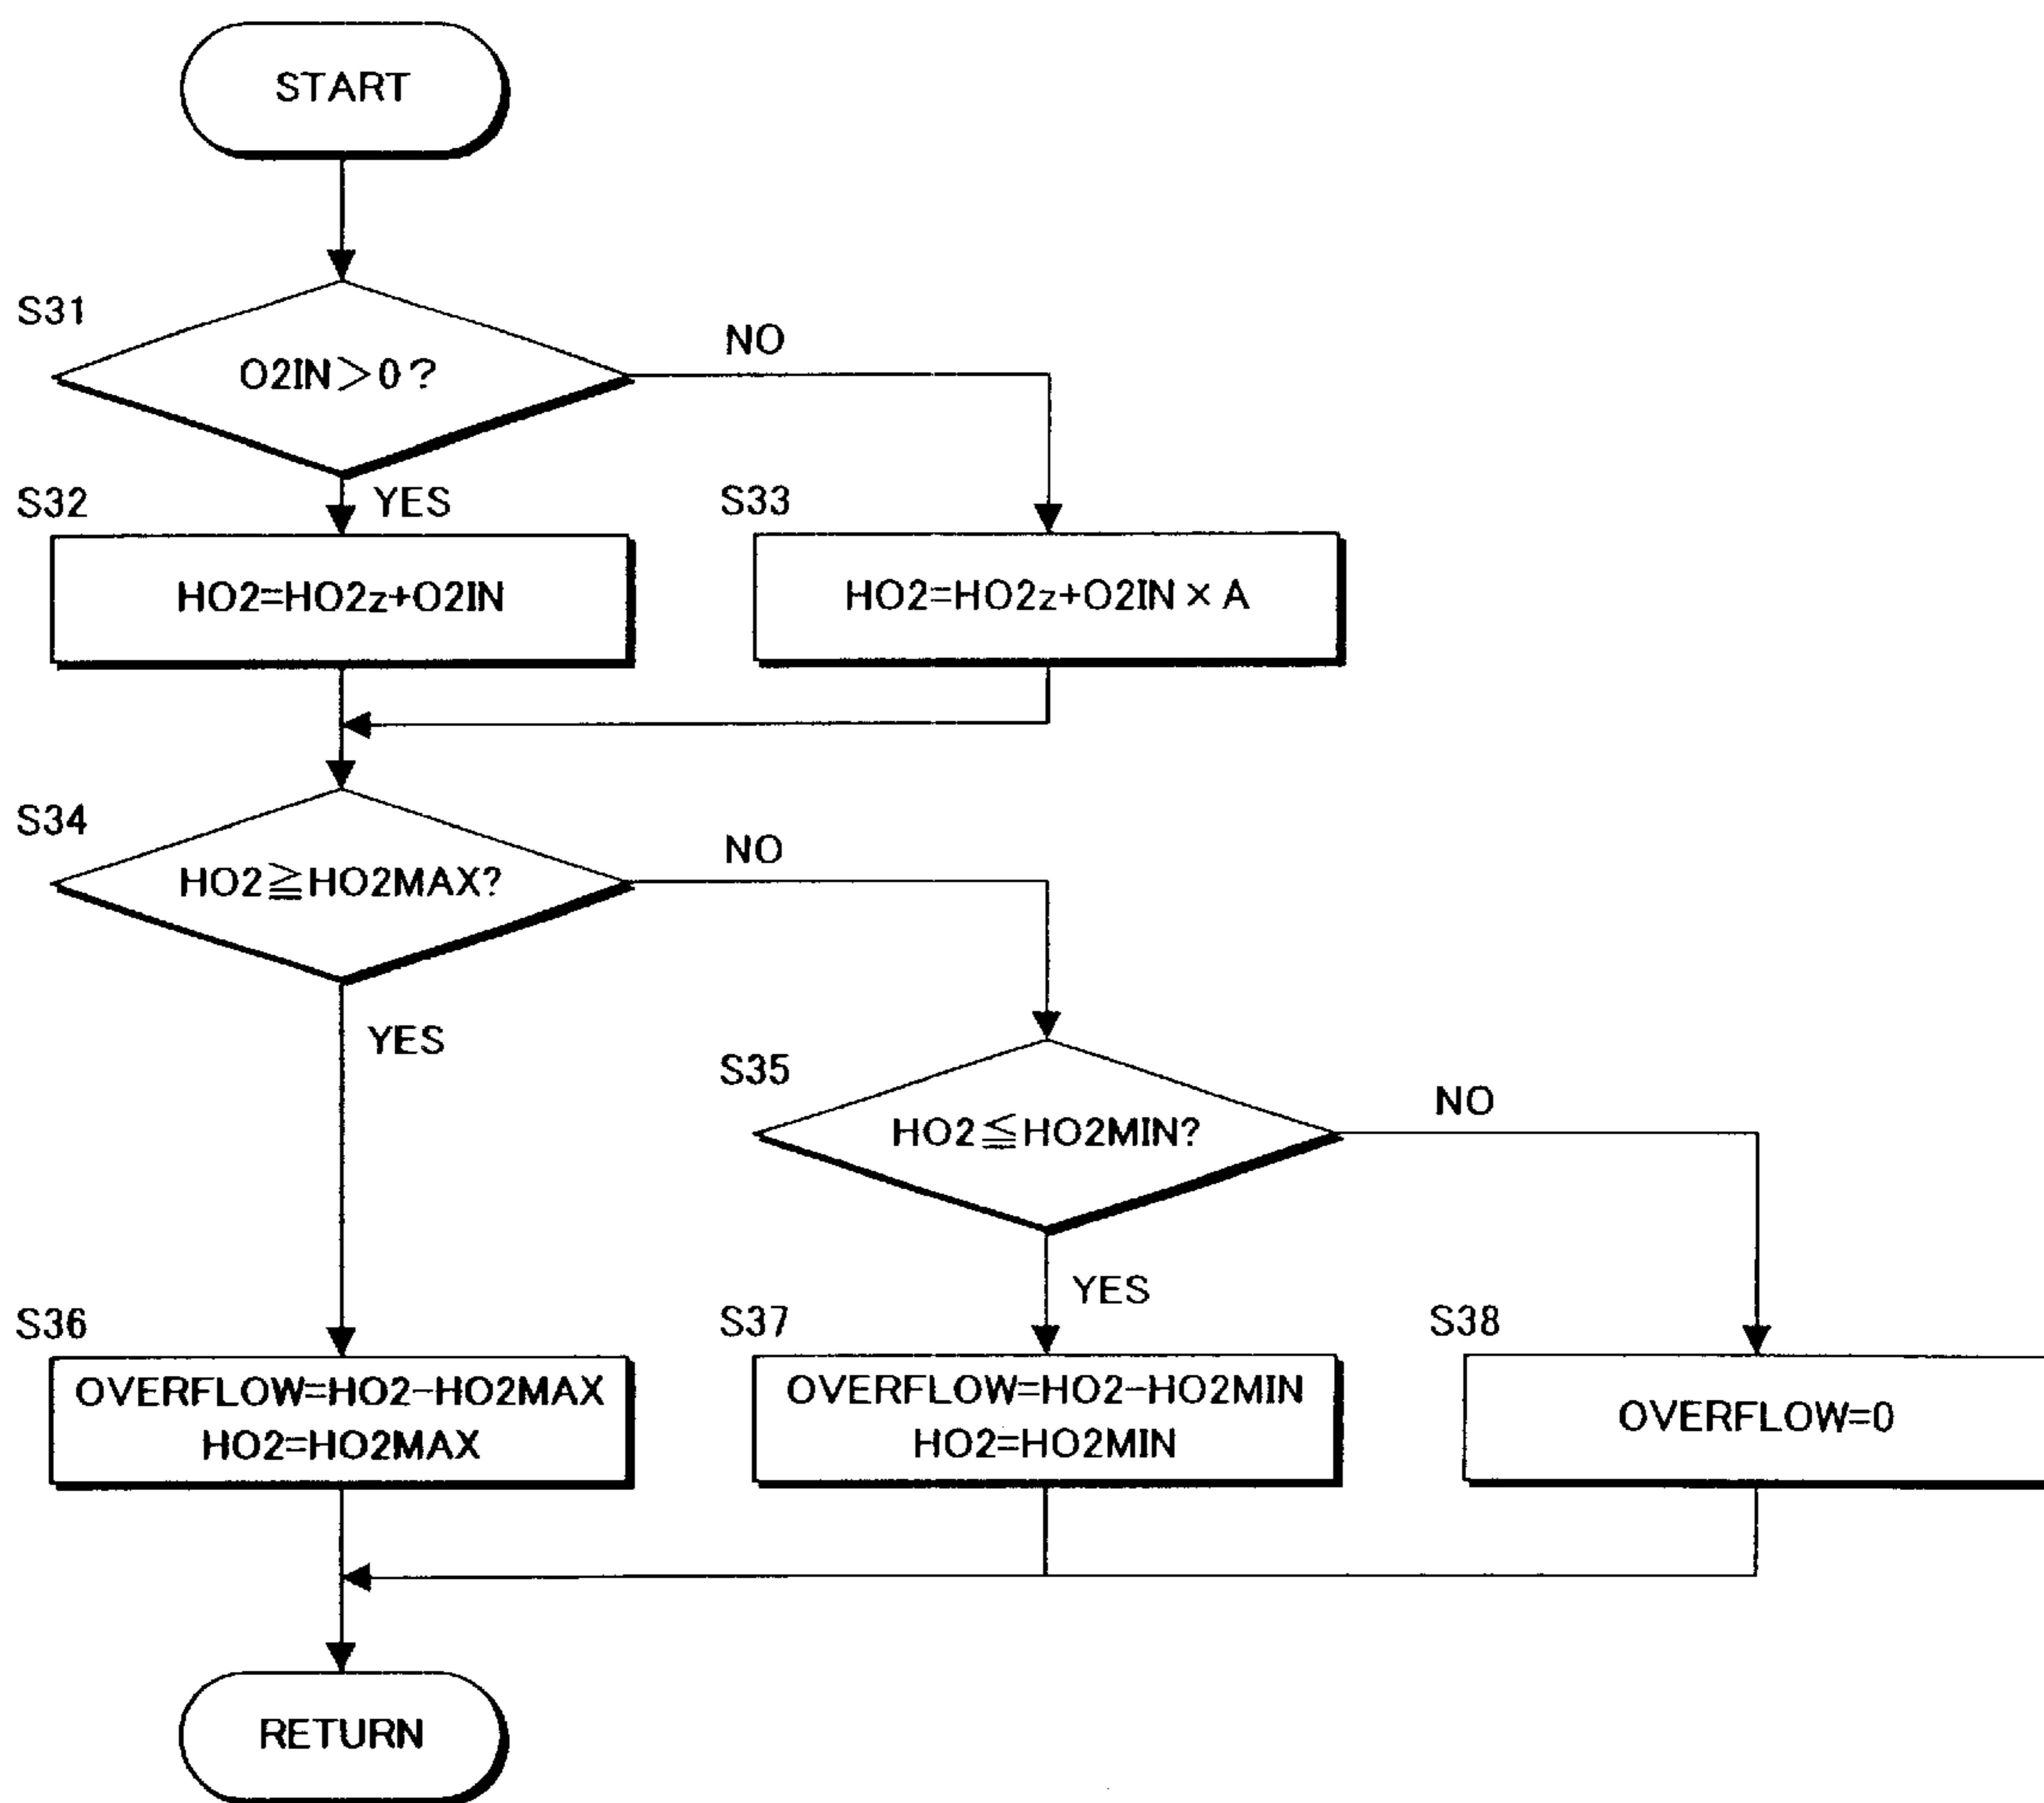 START
S31
O2IN>0?
NO
S32
YES
S33
HO2=HO2z+O2IN
HO2=HO2z+O2IN×A
S34
HO2≧HO2MAX?
NO
YES
S35
HO2≦HO2MIN?
NO
YES
S36
OVERFLOW=HO2-HO2MAX
HO2=HO2MAX
S37
OVERFLOW=HO2-HO2MIN
HO2=HO2MIN
S38
OVERFLOW=0
RETURN